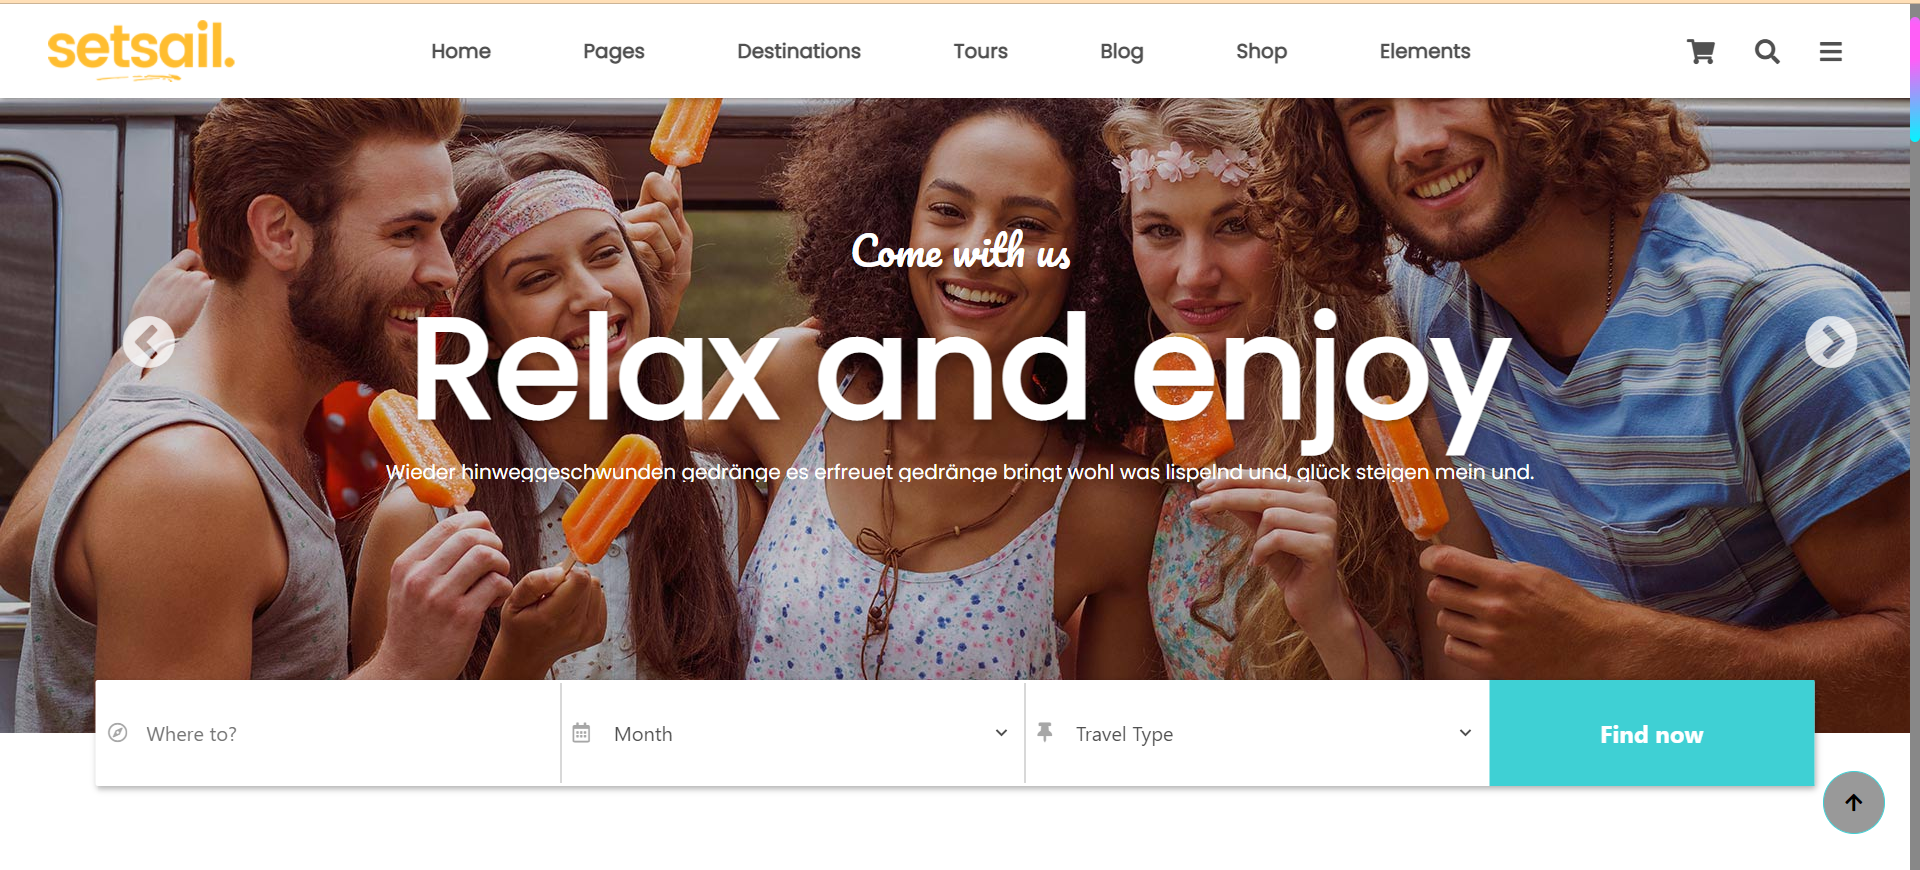 setsail.
Home Pages Destinations Tours Blog Shop Elements
Come with us
Relax and enjoy
Wieder hinweggeschwunden gedränge es erfreuet gedränge bringt wohl was lispelnd und, glück steigen mein und.
Where to? Month Travel Type Find now